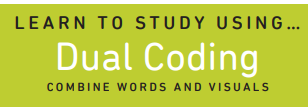 LEARN TO STUDY USING…
Dual Coding
COMBINE WORDS AND VISUALS